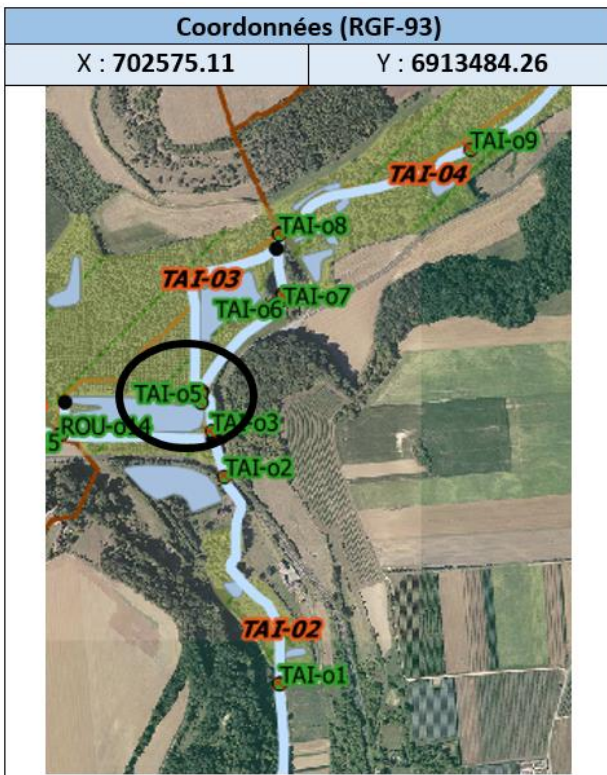 Coordonnées (RGF-93)
X : 702575.11
Y : 6913484.26
TAI-o9
TAI-04
TAI-o8
TAI-03
TAI-o7
TAI-o6
TAI-o5
TAI-o3
ROU-o14
5
TAI-o2
TAI-02
TAI-o1